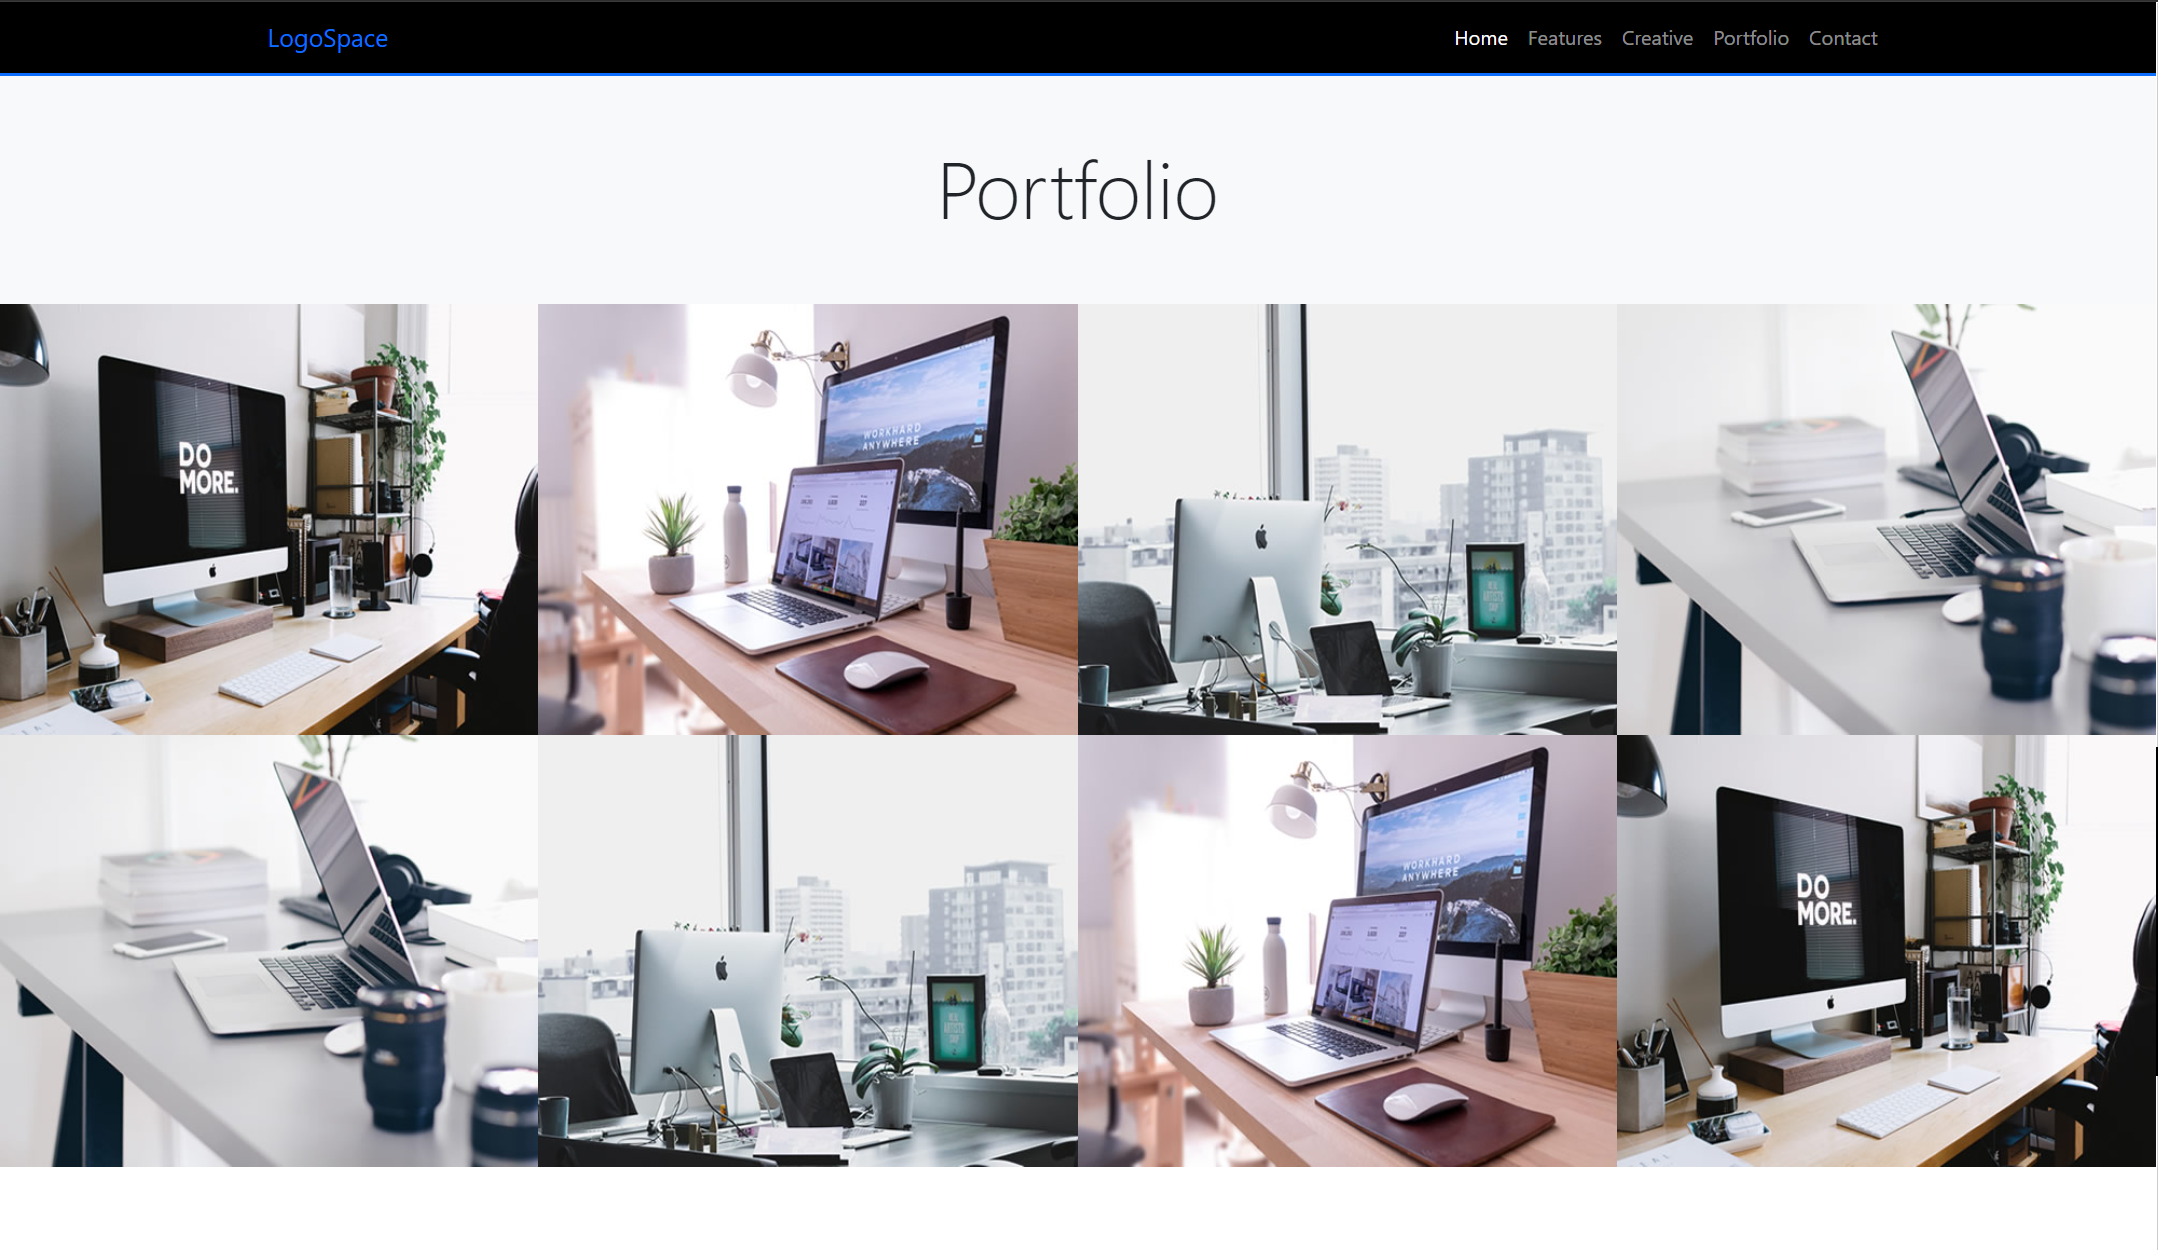 LogoSpace
Home Features Creative Portfolio Contact
Portfolio
DO
MORE.
WORKHARD
ANYWHERE
WORKHARD
ANYWHERE
DO
MORE.